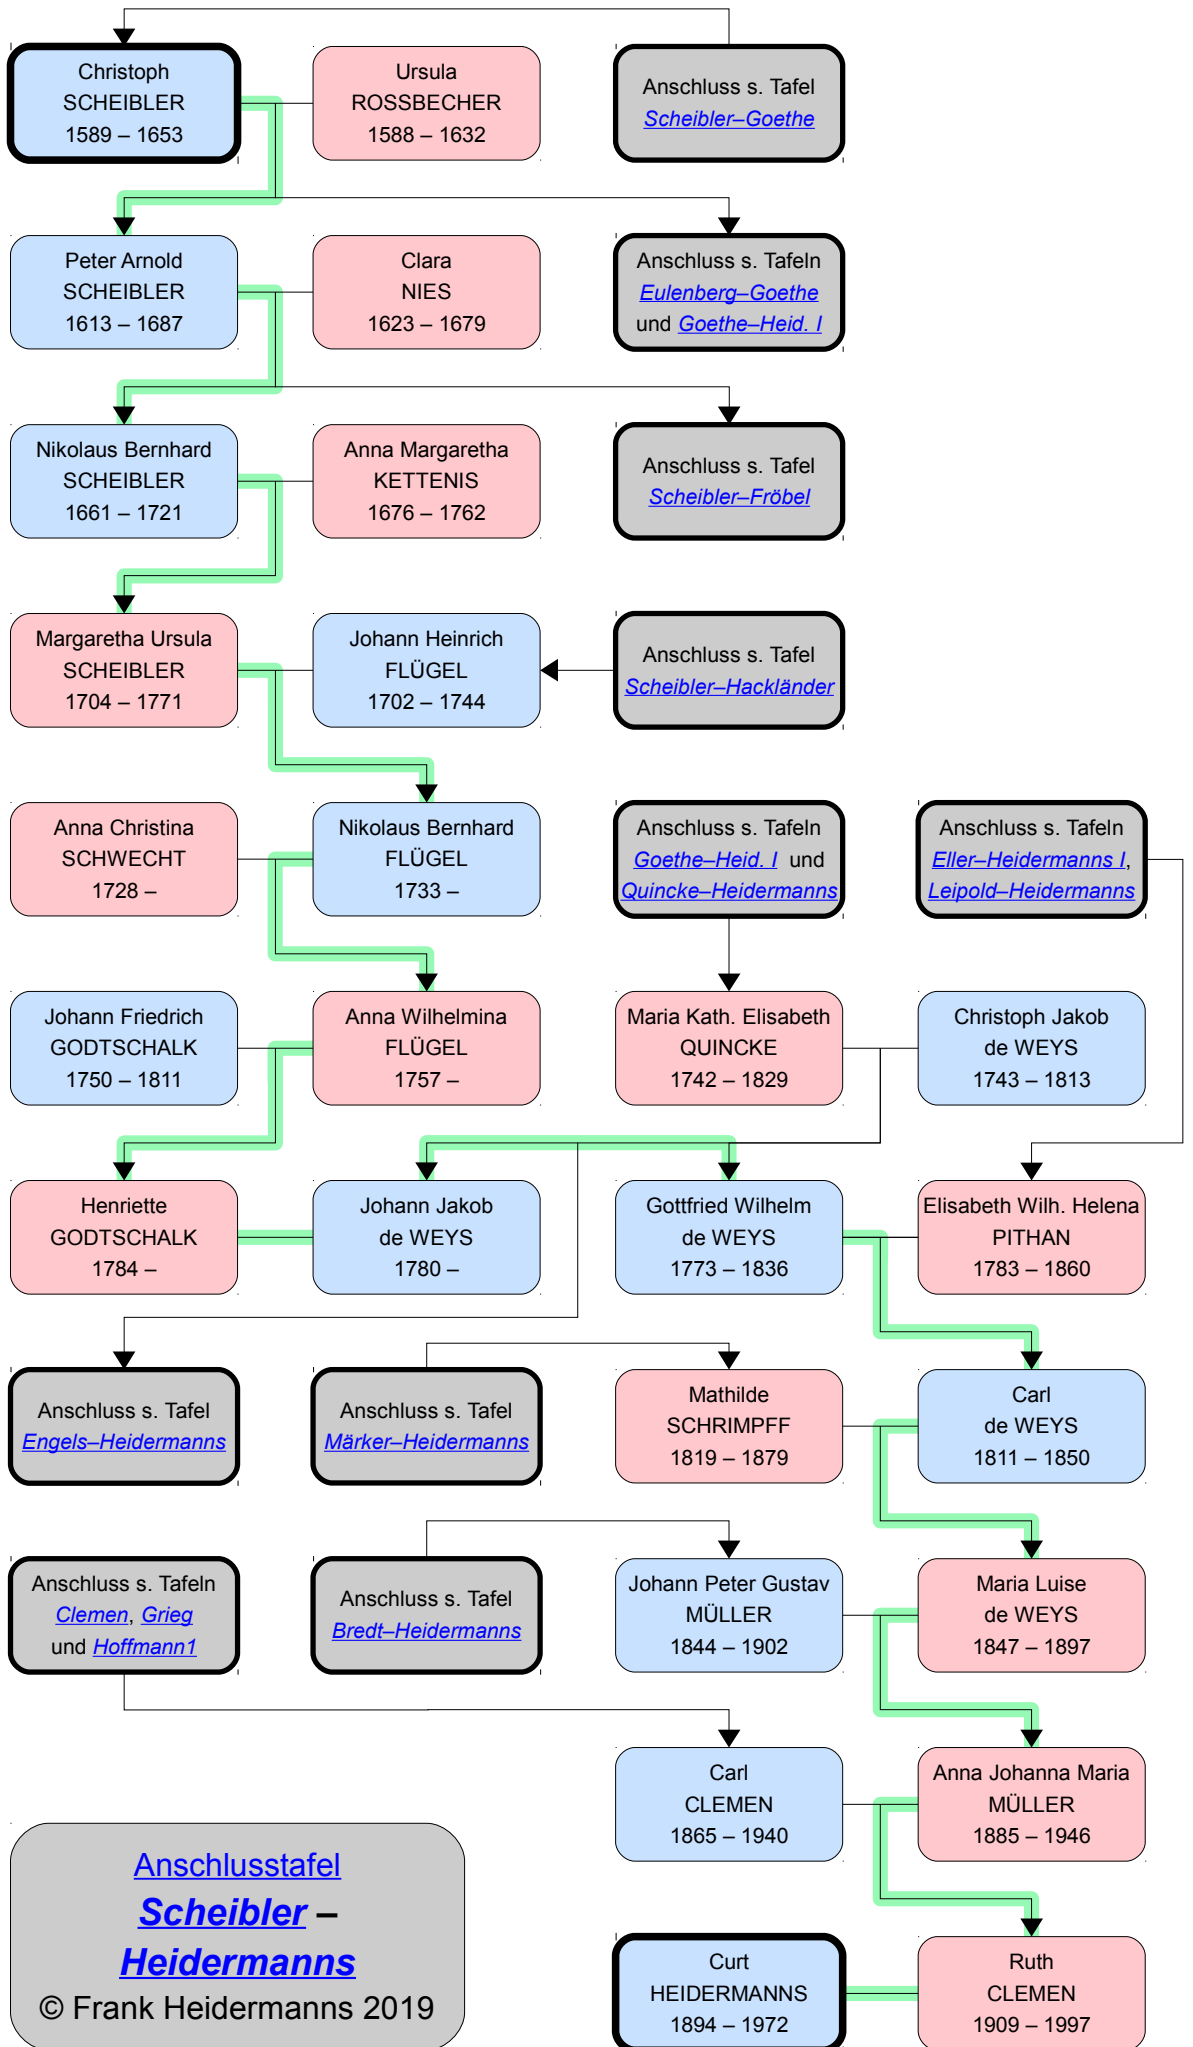 Christoph
SCHEIBLER
1589 – 1653
Ursula
ROSSBECHER
1588 – 1632
Anschluss s. Tafel
Scheibler–Goethe
Peter Arnold
SCHEIBLER
1613 – 1687
Clara
NIES
1623 – 1679
Anschluss s. Tafeln
Eulenberg–Goethe
und Goethe–Heid. I
Nikolaus Bernhard
SCHEIBLER
1661 – 1721
Anna Margaretha
KETTENIS
1676 – 1762
Anschluss s. Tafel
Scheibler–Fröbel
Margaretha Ursula
SCHEIBLER
1704 – 1771
Johann Heinrich
FLÜGEL
1702 – 1744
Anschluss s. Tafel
Scheibler–Hackländer
Anna Christina
SCHWECHT
1728 –
Nikolaus Bernhard
FLÜGEL
1733 –
Anschluss s. Tafeln
Goethe–Heid. I und
Quincke–Heidermanns
Anschluss s. Tafeln
Eller–Heidermanns I,
Leipold–Heidermanns
Johann Friedrich
GODTSCHALK
1750 – 1811
Anna Wilhelmina
FLÜGEL
1757 –
Maria Kath. Elisabeth
QUINCKE
1742 – 1829
Christoph Jakob
de WEYS
1743 – 1813
Henriette
GODTSCHALK
1784 –
Johann Jakob
de WEYS
1780 –
Gottfried Wilhelm
de WEYS
1773 – 1836
Elisabeth Wilh. Helena
PITHAN
1783 – 1860
Anschluss s. Tafel
Engels–Heidermanns
Anschluss s. Tafel
Märker–Heidermanns
Mathilde
SCHRIMPFF
1819 – 1879
Carl
de WEYS
1811 – 1850
Anschluss s. Tafeln
Clemen, Grieg
und Hoffmann1
Anschluss s. Tafel
Bredt–Heidermanns
Johann Peter Gustav
MÜLLER
1844 – 1902
Maria Luise
de WEYS
1847 – 1897
Carl
CLEMEN
1865 – 1940
Anna Johanna Maria
MÜLLER
1885 – 1946
Anschlusstafel
Scheibler –
Heidermanns
© Frank Heidermanns 2019
Curt
HEIDERMANNS
1894 – 1972
Ruth
CLEMEN
1909 – 1997